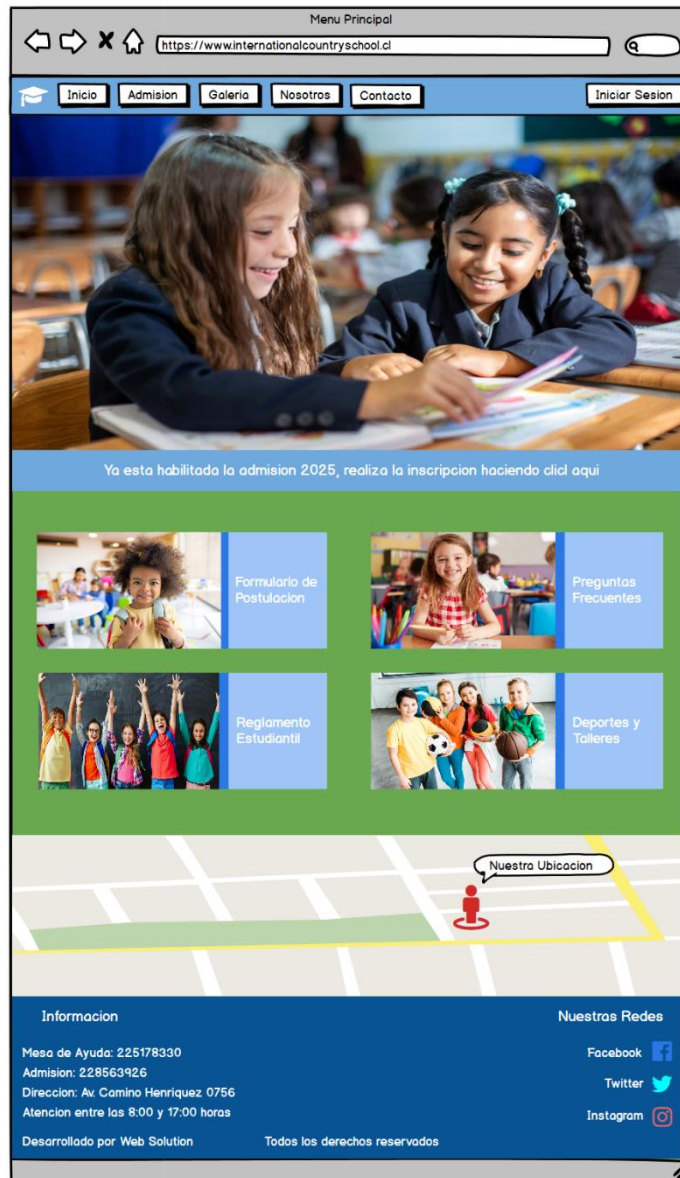 Menu Principal
https://www.internationalcountryschool.cl
Inicio
Admision
Galeria
Nosotros
Contacto
Iniciar Sesion
Ya esta habilitada la admision 2025, realiza la inscripcion haciendo clicl aqui
Formulario de
Postulacion
Preguntas
Frecuentes
Reglamento
Estudiantil
Deportes y
Talleres
Nuestra Ubicacion
Informacion
Mesa de Ayuda: 225178330
Admision: 228563926
Direccion: Av. Camino Henriquez 0756
Atencion entre las 8:00 y 17:00 horas
Desarrollado por Web Solution
Todos los derechos reservados
Nuestras Redes
Facebook
Twitter
Instagram